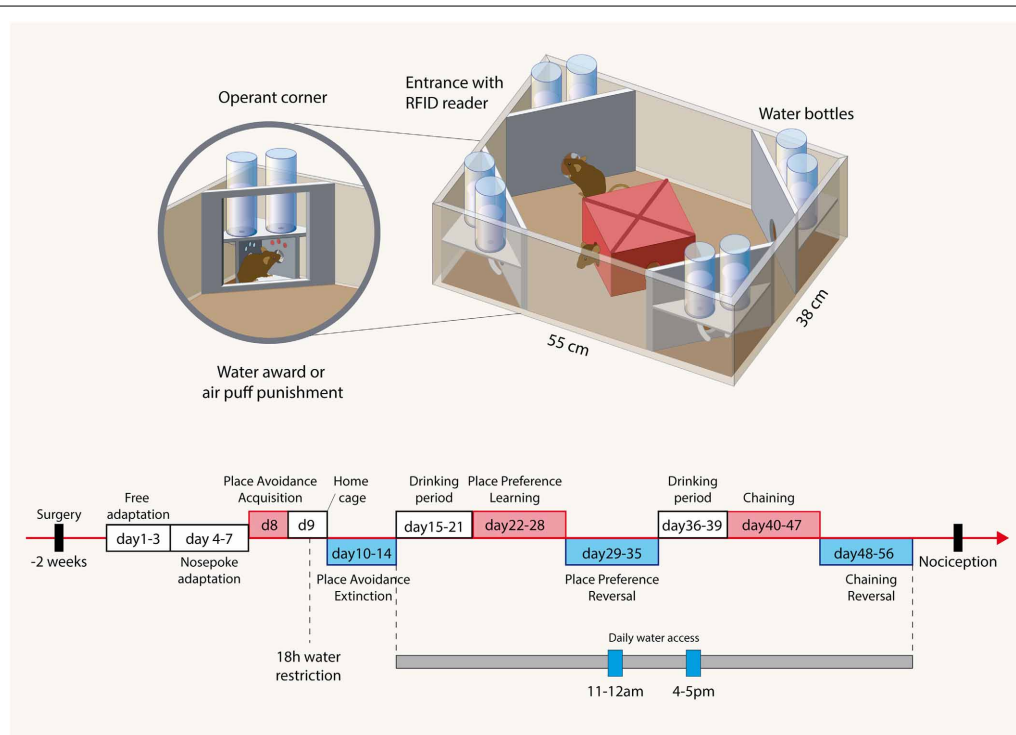 Operant corner
Entrance with
RFID reader
Water bottles
55 cm
38 cm
Water award or
air puff punishment
Surgery
-2 weeks
Free
adaptation
day1-3
day 4-7
Nosepoke
adaptation
Place Avoidance
Acquisition
d8
d9
Home
cage
day10-14
Place Avoidance
Extinction
Drinking
period
day15-21
Place Preference
Learning
day22-28
day29-35
Place Preference
Reversal
Drinking
period
day36-39
Chaining
day40-47
day48-56
Chaining
Reversal
Nociception
18h water
restriction
Daily water access
11-12am
4-5pm